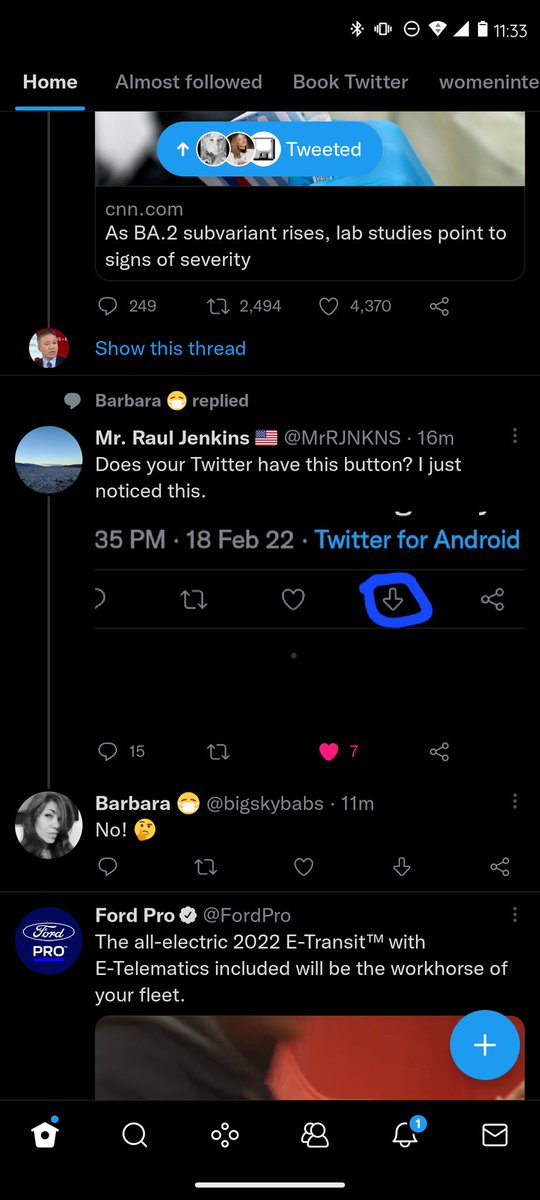 11:33
Home Almost followed Book Twitter womeninte
Tweeted
cnn.com
As BA.2 subvariant rises, lab studies point to
signs of severity
249 2,494 4,370
Show this thread
Barbara 😷 replied
Mr. Raul Jenkins 🇺🇸 @MrRJNKNS · 16m
Does your Twitter have this button? I just
noticed this.
35 PM · 18 Feb 22 · Twitter for Android
15 7
Barbara 😷 @bigskybabs · 11m
No! 🤔
Ford Pro @FordPro
Ford
PRO™
The all-electric 2022 E-Transit™ with
E-Telematics included will be the workhorse of
your fleet.
1